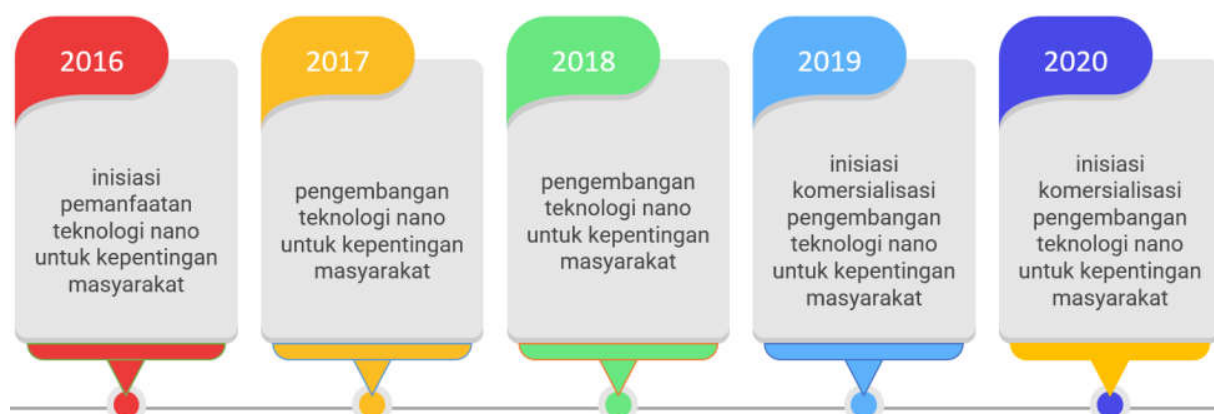 2016
inisiasi
pemanfaatan
teknologi nano
untuk kepentingan
masyarakat
2017
pengembangan
teknologi nano
untuk kepentingan
masyarakat
2018
pengembangan
teknologi nano
untuk kepentingan
masyarakat
2019
inisiasi
komersialisasi
pengembangan
teknologi nano
untuk kepentingan
masyarakat
2020
inisiasi
komersialisasi
pengembangan
teknologi nano
untuk kepentingan
masyarakat